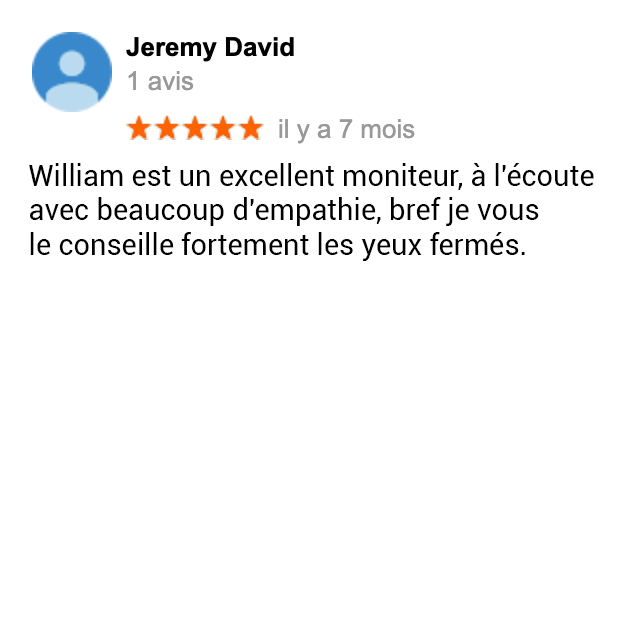 Jeremy David
1 avis
il y a 7 mois
William est un excellent moniteur, à l'écoute
avec beaucoup d'empathie, bref je vous
le conseille fortement les yeux fermés.